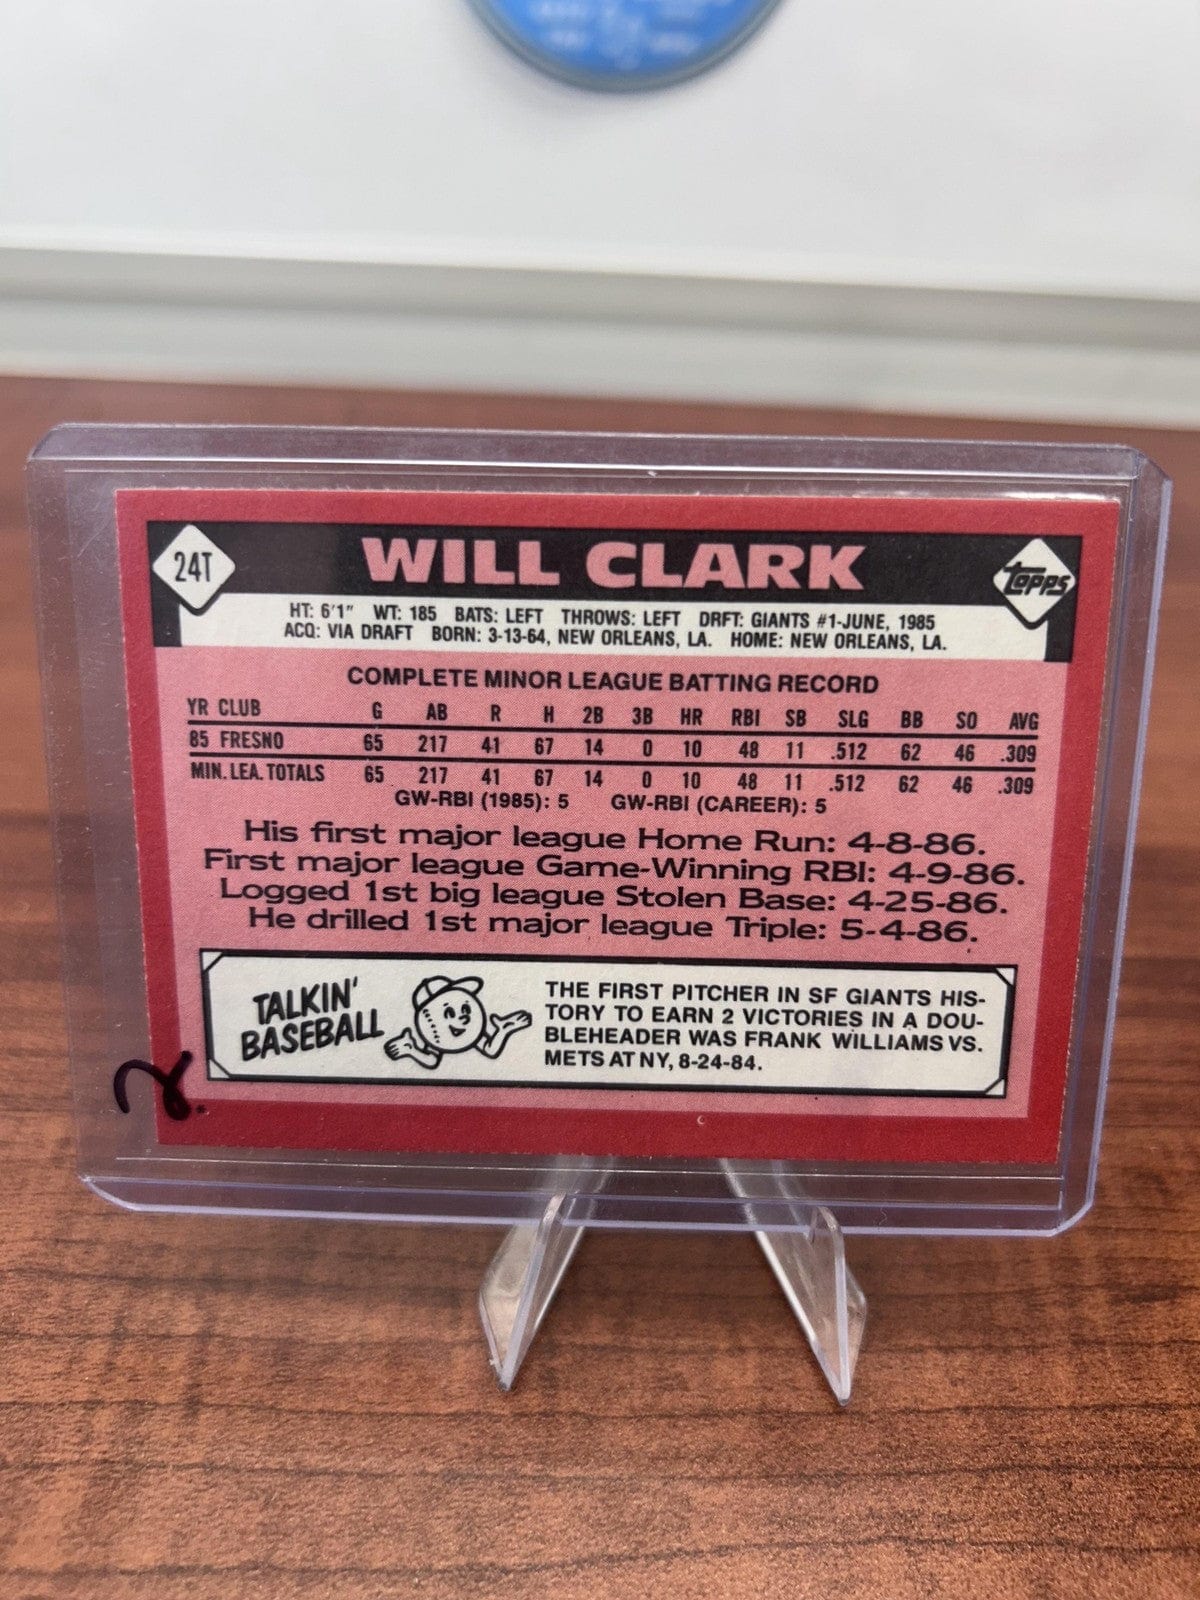 24T
WILL CLARK
Topps
HT: 6'1" WT: 185 BATS: LEFT THROWS: LEFT DRFT: GIANTS #1-JUNE, 1985
ACQ: VIA DRAFT BORN: 3-13-64, NEW ORLEANS, LA. HOME: NEW ORLEANS, LA.
COMPLETE MINOR LEAGUE BATTING RECORD
YR CLUB G AB R H 2B 3B HR RBI SB SLG BB SO AVG
85 FRESNO 65 217 41 67 14 0 10 48 11 .512 62 46 .309
MIN. LEA. TOTALS 65 217 41 67 14 0 10 48 11 .512 62 46 .309
GW-RBI (1985): 5 GW-RBI (CAREER): 5
His first major league Home Run: 4-8-86.
First major league Game-Winning RBI: 4-9-86.
Logged 1st big league Stolen Base: 4-25-86.
He drilled 1st major league Triple: 5-4-86.
TALKIN'
BASEBALL
THE FIRST PITCHER IN SF GIANTS HIS-
TORY TO EARN 2 VICTORIES IN A DOU-
BLEHEADER WAS FRANK WILLIAMS VS.
METS AT NY, 8-24-84.
2.